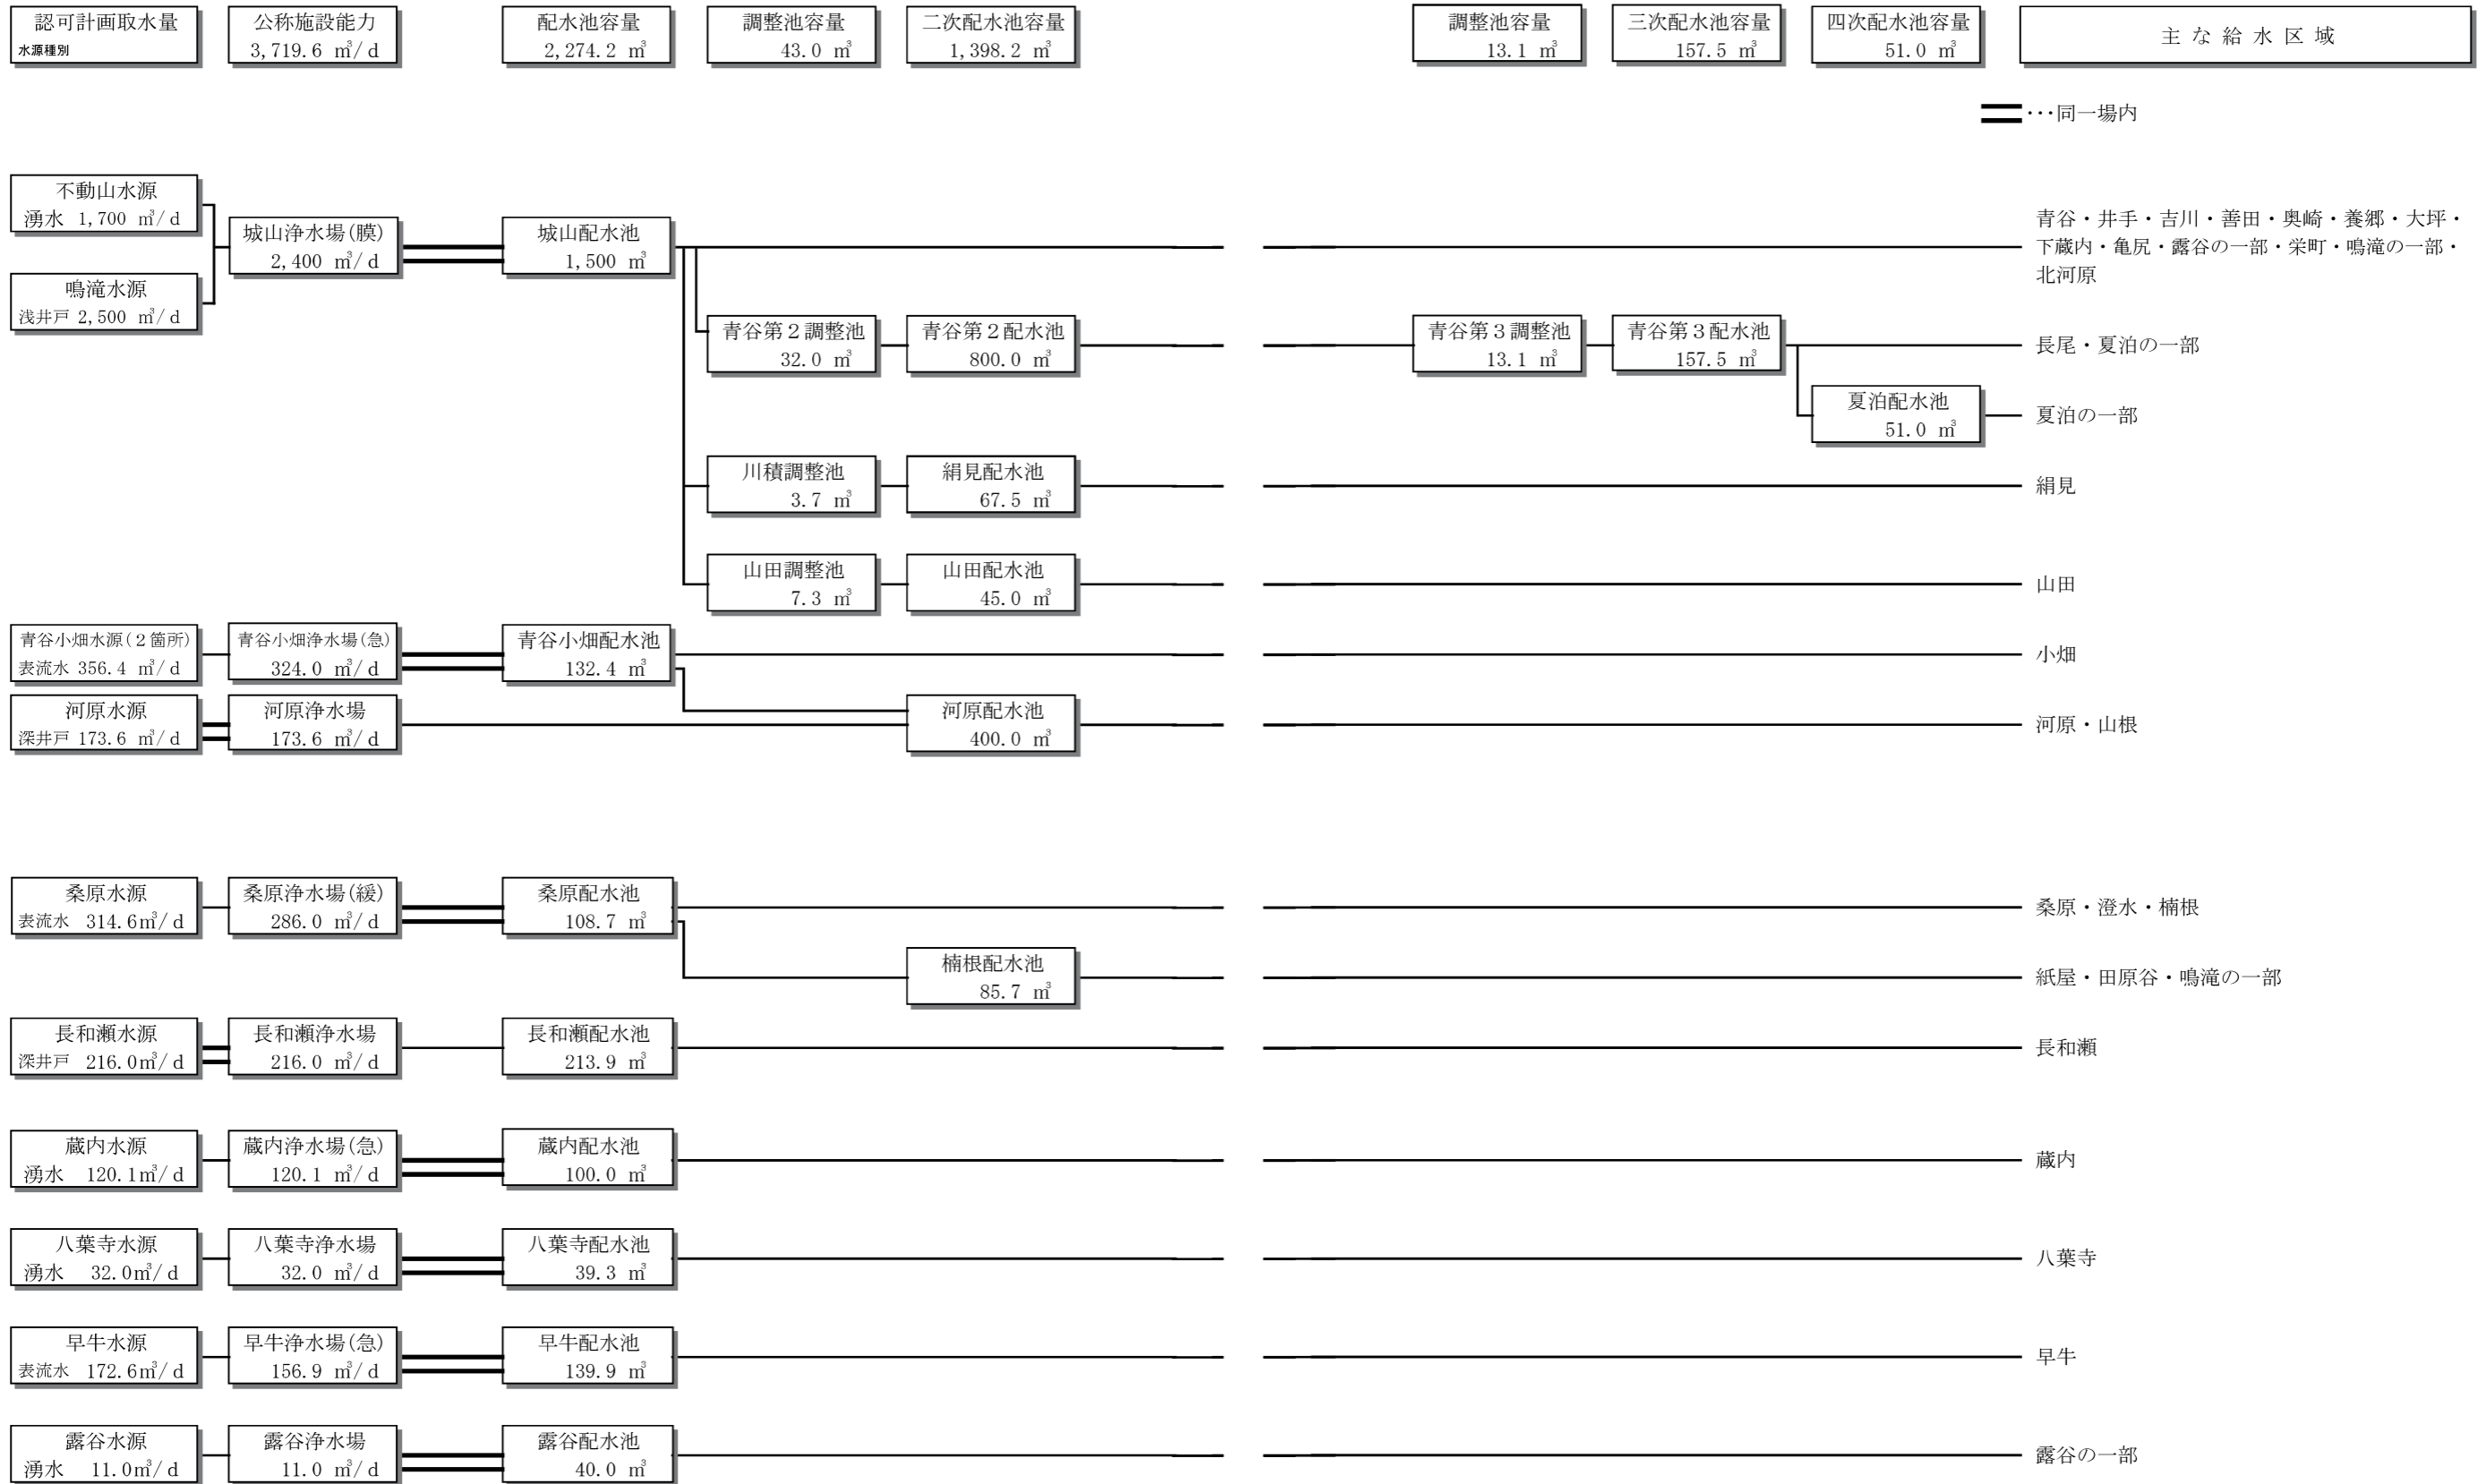 認可計画取水量
水源種別
公称施設能力
3,719.6 ㎥/d
配水池容量
2,274.2 ㎥
調整池容量
43.0 ㎥
二次配水池容量
1,398.2 ㎥
調整池容量
13.1 ㎥
三次配水池容量
157.5 ㎥
四次配水池容量
51.0 ㎥
主な給水区域
…同一場内
不動山水源
湧水 1,700 ㎥/d
鳴滝水源
浅井戸 2,500 ㎥/d
城山浄水場(膜)
2,400 ㎥/d
城山配水池
1,500 ㎥
青谷・井手・吉川・善田・奥崎・養郷・大坪・
下蔵内・亀尻・露谷の一部・栄町・鳴滝の一部・
北河原
青谷第2調整池
32.0 ㎥
青谷第2配水池
800.0 ㎥
青谷第3調整池
13.1 ㎥
青谷第3配水池
157.5 ㎥
長尾・夏泊の一部
夏泊配水池
51.0 ㎥
夏泊の一部
川積調整池
3.7 ㎥
絹見配水池
67.5 ㎥
絹見
山田調整池
7.3 ㎥
山田配水池
45.0 ㎥
山田
青谷小畑水源(2箇所)
表流水 356.4 ㎥/d
青谷小畑浄水場(急)
324.0 ㎥/d
青谷小畑配水池
132.4 ㎥
小畑
河原水源
深井戸 173.6 ㎥/d
河原浄水場
173.6 ㎥/d
河原配水池
400.0 ㎥
河原・山根
桑原水源
表流水 314.6㎥/d
桑原浄水場(緩)
286.0 ㎥/d
桑原配水池
108.7 ㎥
桑原・澄水・楠根
楠根配水池
85.7 ㎥
紙屋・田原谷・鳴滝の一部
長和瀬水源
深井戸 216.0㎥/d
長和瀬浄水場
216.0 ㎥/d
長和瀬配水池
213.9 ㎥
長和瀬
蔵内水源
湧水 120.1㎥/d
蔵内浄水場(急)
120.1 ㎥/d
蔵内配水池
100.0 ㎥
蔵内
八葉寺水源
湧水 32.0㎥/d
八葉寺浄水場
32.0 ㎥/d
八葉寺配水池
39.3 ㎥
八葉寺
早牛水源
表流水 172.6㎥/d
早牛浄水場(急)
156.9 ㎥/d
早牛配水池
139.9 ㎥
早牛
露谷水源
湧水 11.0㎥/d
露谷浄水場
11.0 ㎥/d
露谷配水池
40.0 ㎥
露谷の一部